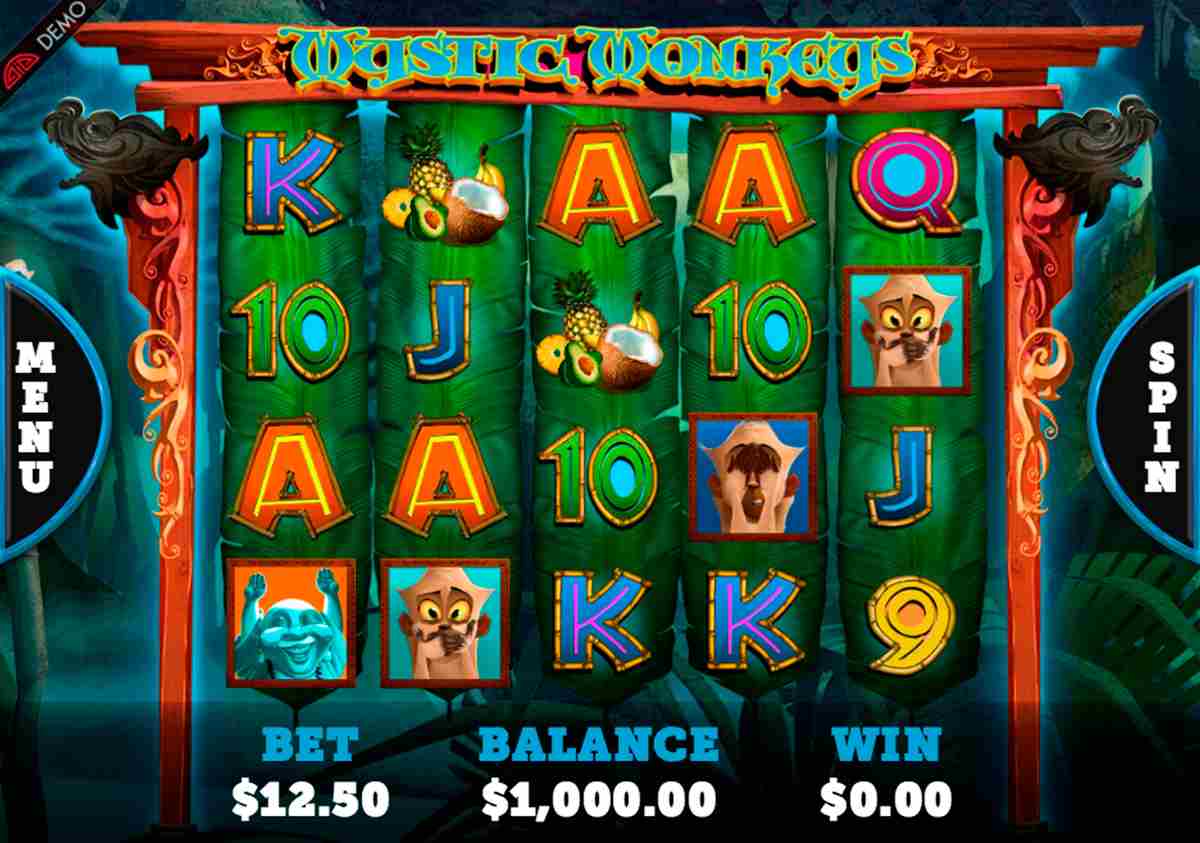 DEMO
MYSTIC MONKEYS
K A A Q
10 J 10
A A 10 J
K K 9
MENU
SPIN
BET BALANCE WIN
$12.50 $1,000.00 $0.00